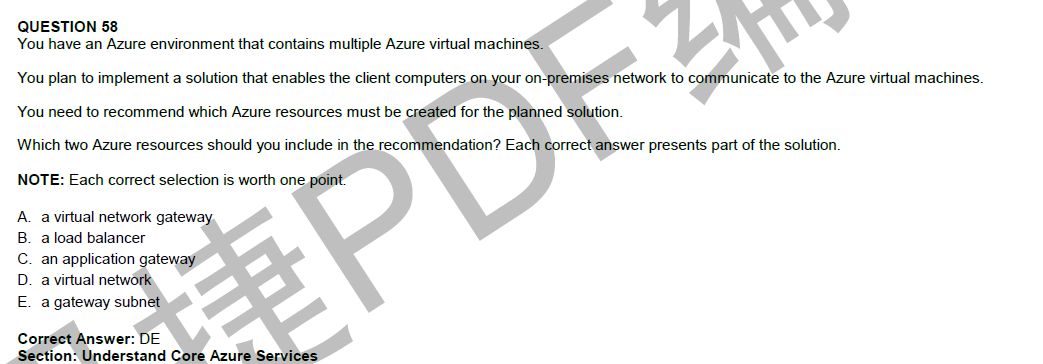 QUESTION 58
You have an Azure environment that contains multiple Azure virtual machines.
You plan to implement a solution that enables the client computers on your on-premises network to communicate to the Azure virtual machines.
You need to recommend which Azure resources must be created for the planned solution.
Which two Azure resources should you include in the recommendation? Each correct answer presents part of the solution.
NOTE: Each correct selection is worth one point.
A. a virtual network gateway
B. a load balancer
C. an application gateway
D. a virtual network
E. a gateway subnet
Correct Answer: DE
Section: Understand Core Azure Services
捷PDF编